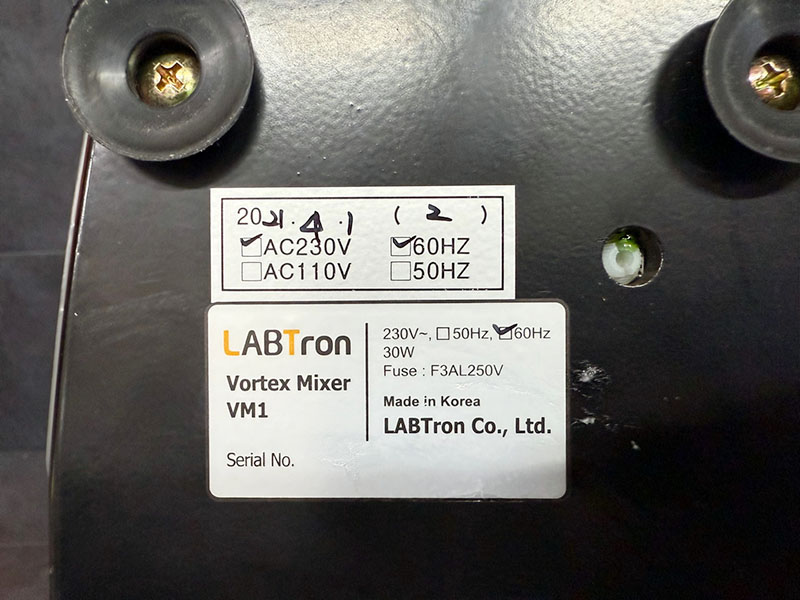 2021.4.1 (2)
☑AC230V ☑60HZ
☐AC110V ☐50HZ
LABTron
Vortex Mixer
VM1
Serial No.
230V~, ☐50Hz, ☑60Hz
30W
Fuse : F3AL250V
Made in Korea
LABTron Co., Ltd.